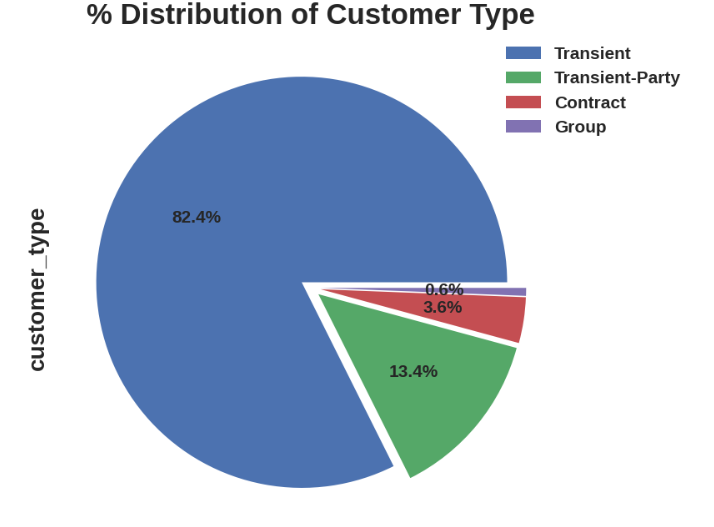 % Distribution of Customer Type
Transient
Transient-Party
Contract
Group
82.4%
0.6%
3.6%
13.4%
customer_type